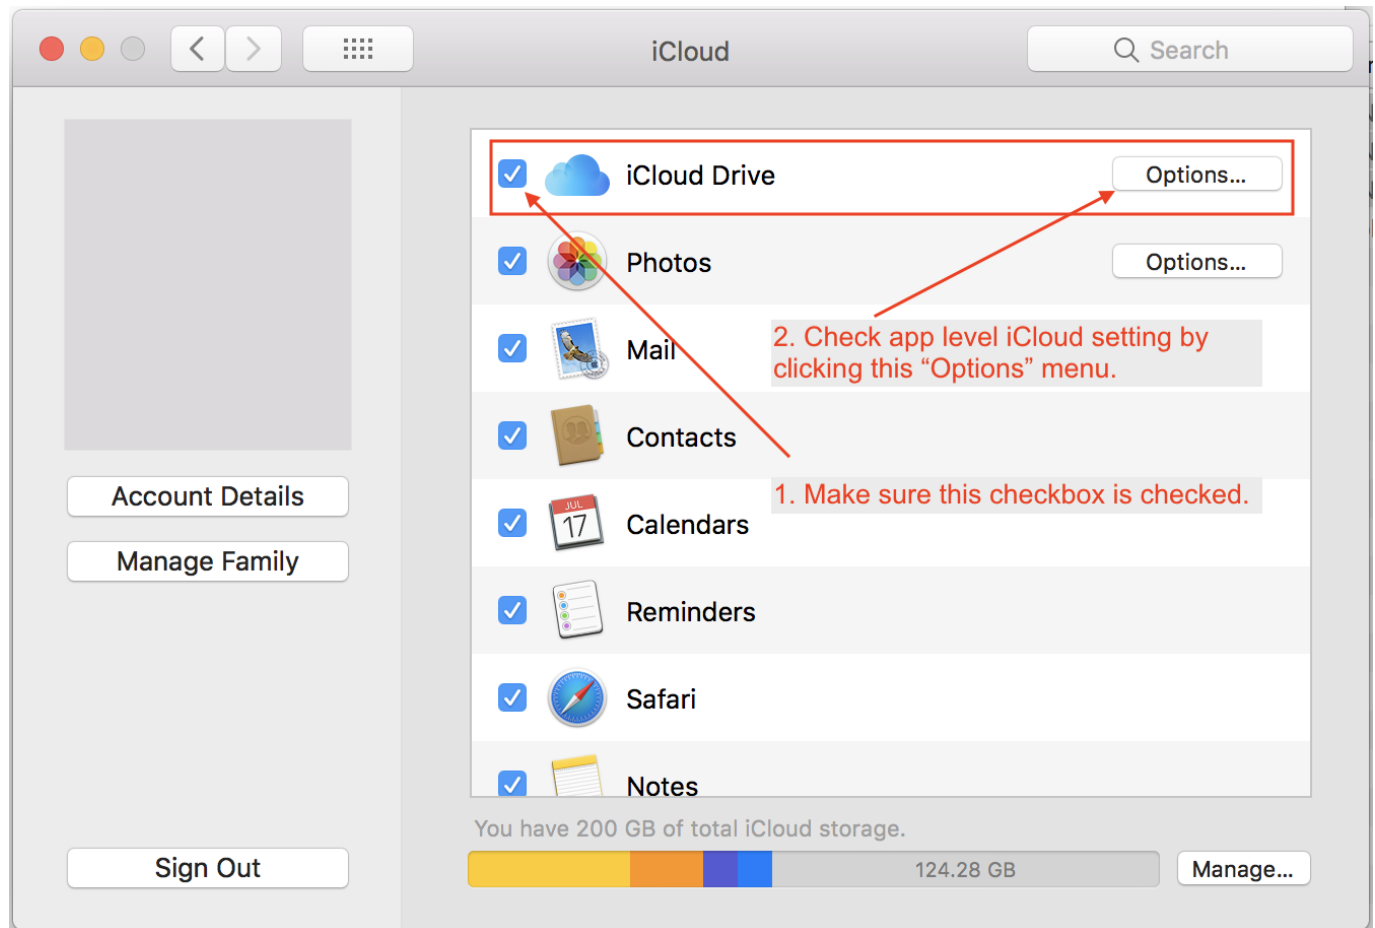 iCloud
Search
iCloud Drive
Options...
Photos
Options...
2. Check app level iCloud setting by
clicking this “Options” menu.
Mail
Contacts
Account Details
1. Make sure this checkbox is checked.
JUL
17
Calendars
Manage Family
Reminders
Safari
Notes
You have 200 GB of total iCloud storage.
Sign Out
124.28 GB
Manage...